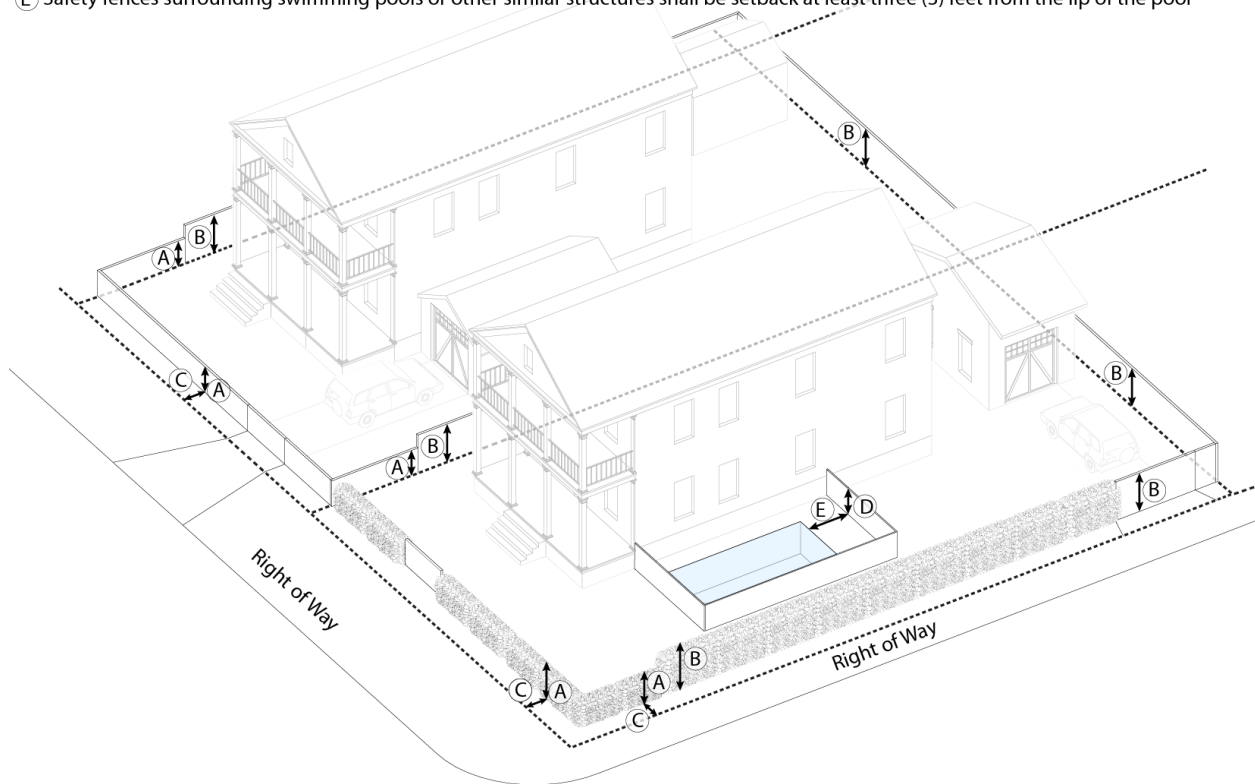 Ⓔ Safety fences surrounding swimming pools or other similar structures shall be setback at least three (3) feet from the lip of the pool
B
B
A
C
A
B
A
B
B
E
D
Right of Way
B
A
C
A
C
Right of Way